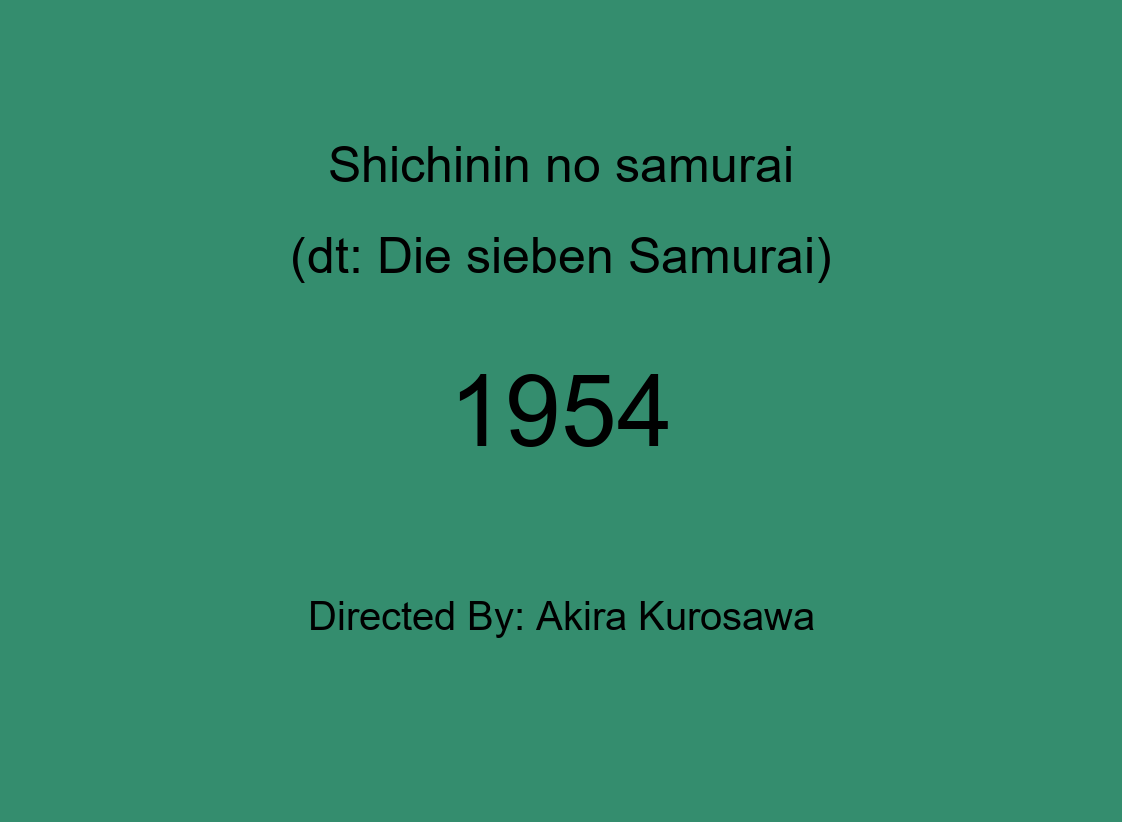 Shichinin no samurai
(dt: Die sieben Samurai)
1954
Directed By: Akira Kurosawa